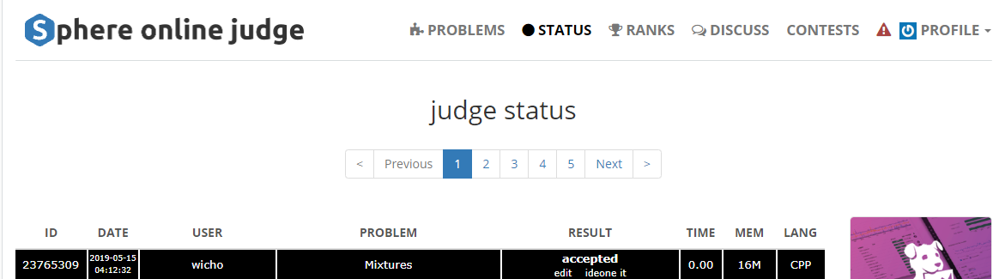 Sphere online judge
PROBLEMS STATUS RANKS DISCUSS CONTESTS PROFILE
judge status
< Previous 1 2 3 4 5 Next >
ID DATE USER PROBLEM RESULT TIME MEM LANG
23765309 2019-05-15 04:12:32 wicho Mixtures accepted 0.00 16M CPP
edit ideone it